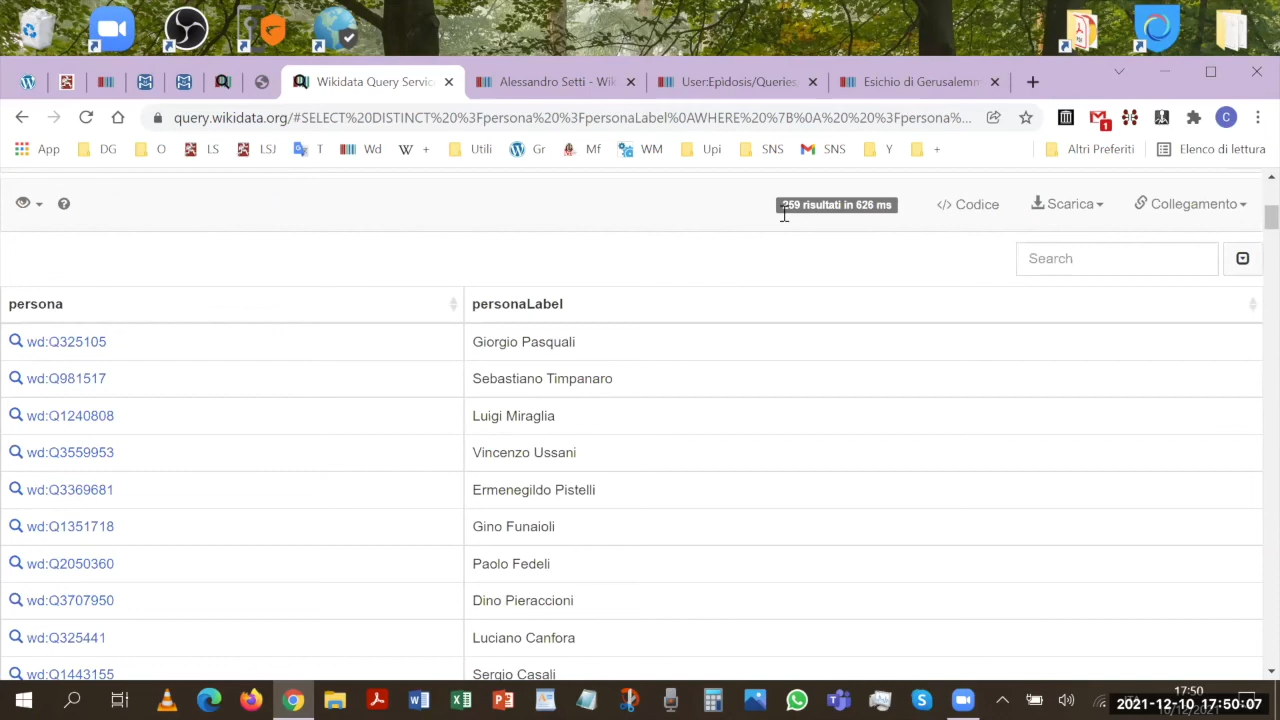 Wikidata Query Servic
Alessandro Setti - Wik
User:Epìdosis/Queries,
Esichio di Gerusalemm
query.wikidata.org/#SELECT%20DISTINCT%20%3Fpersona%20%3FpersonaLabel%0AWHERE%20%7B%0A%20%20%3Fpersona%...
App DG O LS LSJ T Wd + Utili Gr Mf WM Upi SNS SNS Y + Altri Preferiti Elenco di lettura
259 risultati in 626 ms </> Codice Scarica Collegamento
Search
persona personaLabel
wd:Q325105 Giorgio Pasquali
wd:Q981517 Sebastiano Timpanaro
wd:Q1240808 Luigi Miraglia
wd:Q3559953 Vincenzo Ussani
wd:Q3369681 Ermenegildo Pistelli
wd:Q1351718 Gino Funaioli
wd:Q2050360 Paolo Fedeli
wd:Q3707950 Dino Pieraccioni
wd:Q325441 Luciano Canfora
wd:Q1443155 Sergio Casali
17:50
2021-12-10 17:50:07